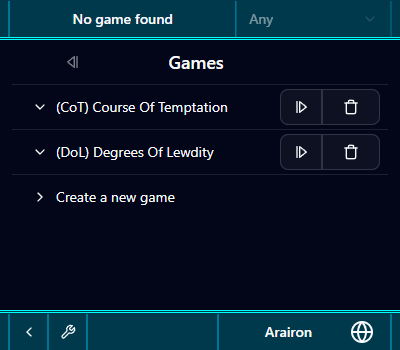 No game found
Any
Games
(CoT) Course Of Temptation
(DoL) Degrees Of Lewdity
Create a new game
Arairon